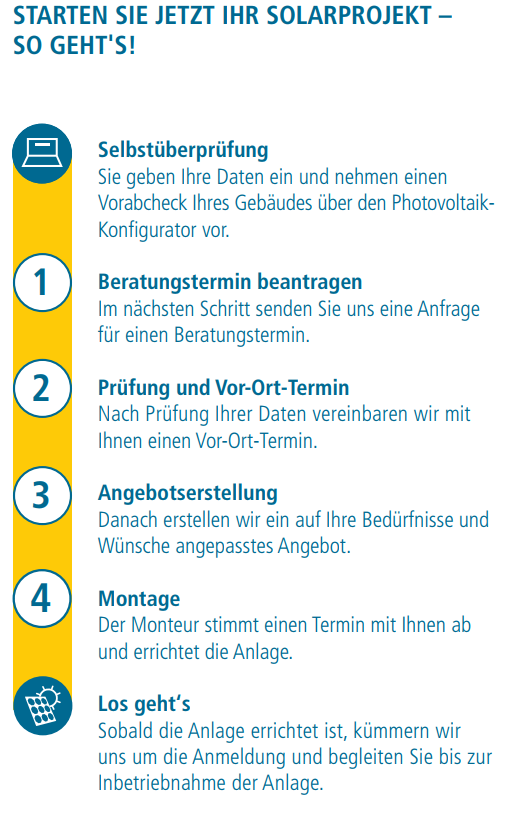 STARTEN SIE JETZT IHR SOLARPROJEKT –
SO GEHT'S!
Selbstüberprüfung
Sie geben Ihre Daten ein und nehmen einen
Vorabcheck Ihres Gebäudes über den Photovoltaik-
Konfigurator vor.
1
Beratungstermin beantragen
Im nächsten Schritt senden Sie uns eine Anfrage
für einen Beratungstermin.
2
Prüfung und Vor-Ort-Termin
Nach Prüfung Ihrer Daten vereinbaren wir mit
Ihnen einen Vor-Ort-Termin.
3
Angebotserstellung
Danach erstellen wir ein auf Ihre Bedürfnisse und
Wünsche angepasstes Angebot.
4
Montage
Der Monteur stimmt einen Termin mit Ihnen ab
und errichtet die Anlage.
Los geht‘s
Sobald die Anlage errichtet ist, kümmern wir
uns um die Anmeldung und begleiten Sie bis zur
Inbetriebnahme der Anlage.